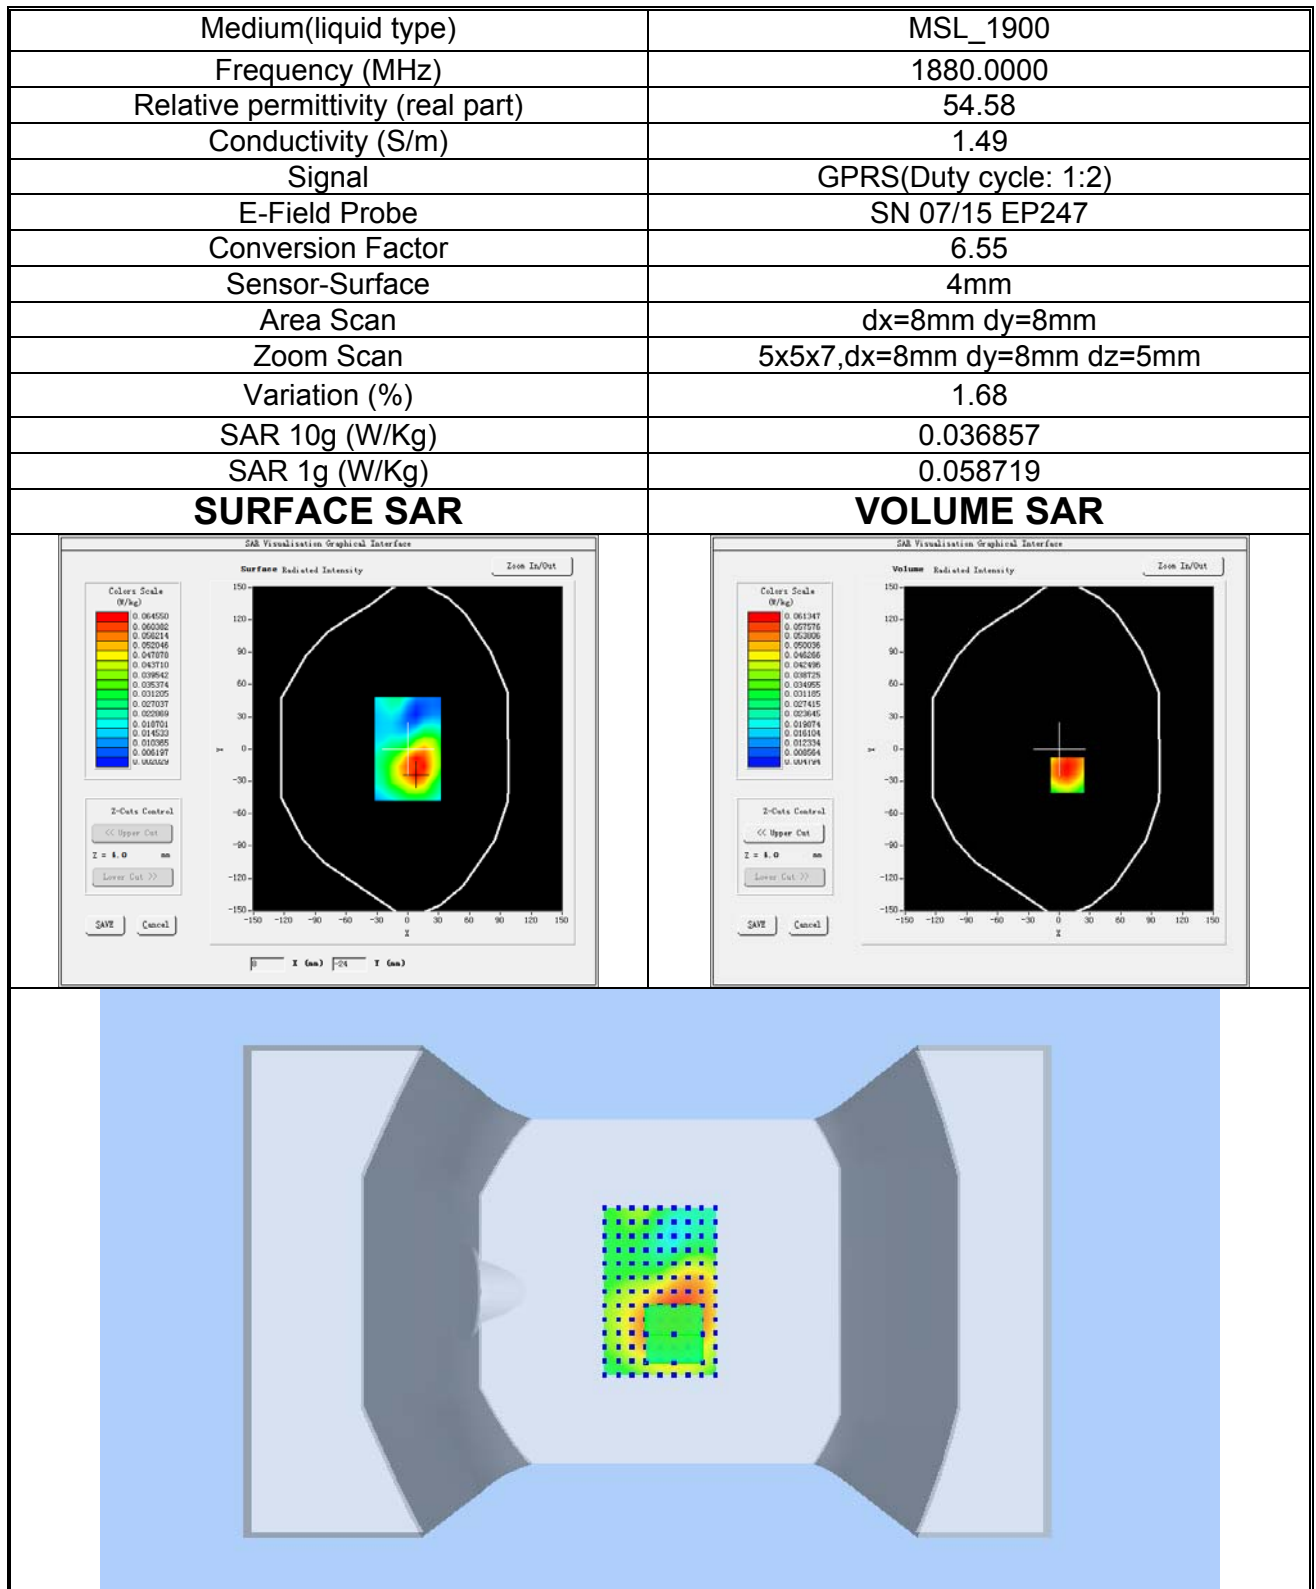 Medium(liquid type) MSL_1900
Frequency (MHz) 1880.0000
Relative permittivity (real part) 54.58
Conductivity (S/m) 1.49
Signal GPRS(Duty cycle: 1:2)
E-Field Probe SN 07/15 EP247
Conversion Factor 6.55
Sensor-Surface 4mm
Area Scan dx=8mm dy=8mm
Zoom Scan 5x5x7,dx=8mm dy=8mm dz=5mm
Variation (%) 1.68
SAR 10g (W/Kg) 0.036857
SAR 1g (W/Kg) 0.058719
SURFACE SAR VOLUME SAR
SAR Visualisation Graphical Interface
Surface Radiated Intensity
Zoom In/Out
Colors Scale
(W/kg)
0.064550
0.060382
0.056214
0.052046
0.047878
0.043710
0.039542
0.035374
0.031205
0.027037
0.022869
0.018701
0.014533
0.010365
0.006197
0.002029
Z-Cuts Control
<< Upper Cut
Z = 4.0 mm
Lower Cut >>
SAVE Cancel
150
120
90
60
30
0
-30
-60
-90
-120
-150
Y
-150 -120 -90 -60 -30 0 30 60 90 120 150
X
8 X (mm) -24 Y (mm)
SAR Visualisation Graphical Interface
Volume Radiated Intensity
Zoom In/Out
Colors Scale
(W/kg)
0.061347
0.057576
0.053806
0.050036
0.046266
0.042496
0.038725
0.034955
0.031185
0.027415
0.023645
0.019874
0.016104
0.012334
0.008564
0.004794
Z-Cuts Control
<< Upper Cut
Z = 4.0 mm
Lower Cut >>
SAVE Cancel
150
120
90
60
30
0
-30
-60
-90
-120
-150
Y
-150 -120 -90 -60 -30 0 30 60 90 120 150
X